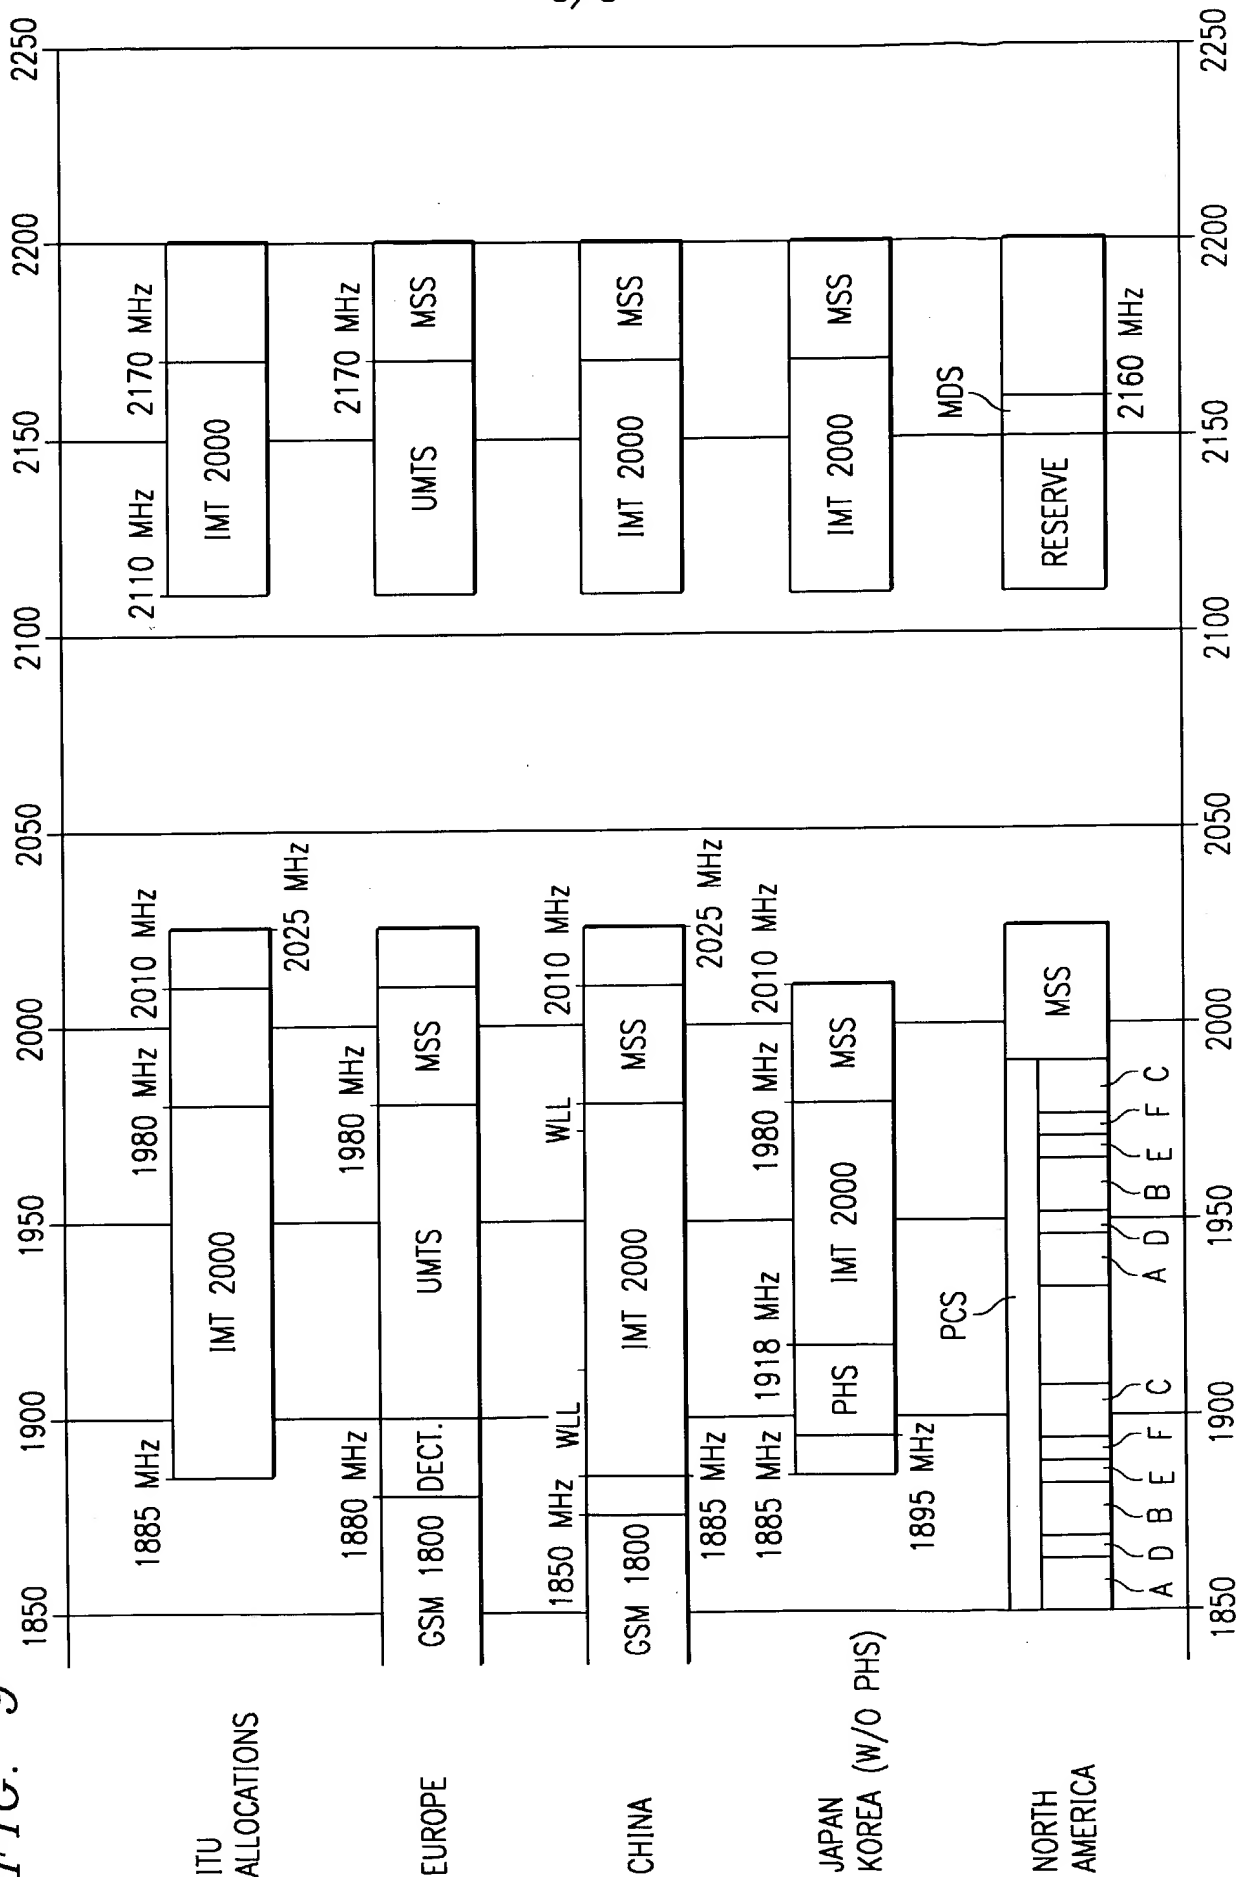 FIG.
1850 1900 1950 2000 2050 2100 2150 2200 2250
ITU
ALLOCATIONS
1885 MHz 1980 MHz 2010 MHz 2110 MHz 2170 MHz
IMT 2000 IMT 2000
2025 MHz
EUROPE
1880 MHz 1980 MHz 2170 MHz
GSM 1800 DECT. UMTS MSS UMTS MSS
CHINA
1850 MHz WLL WLL 2010 MHz
GSM 1800 IMT 2000 MSS IMT 2000 MSS
1885 MHz 2025 MHz
JAPAN
KOREA (W/O PHS)
1885 MHz 1918 MHz 1980 MHz 2010 MHz
PHS IMT 2000 MSS IMT 2000 MSS
1895 MHz
NORTH
AMERICA
PCS MDS
MSS RESERVE
2160 MHz
A D B E F C A D B E F C
1850 1900 1950 2000 2050 2100 2150 2200 2250